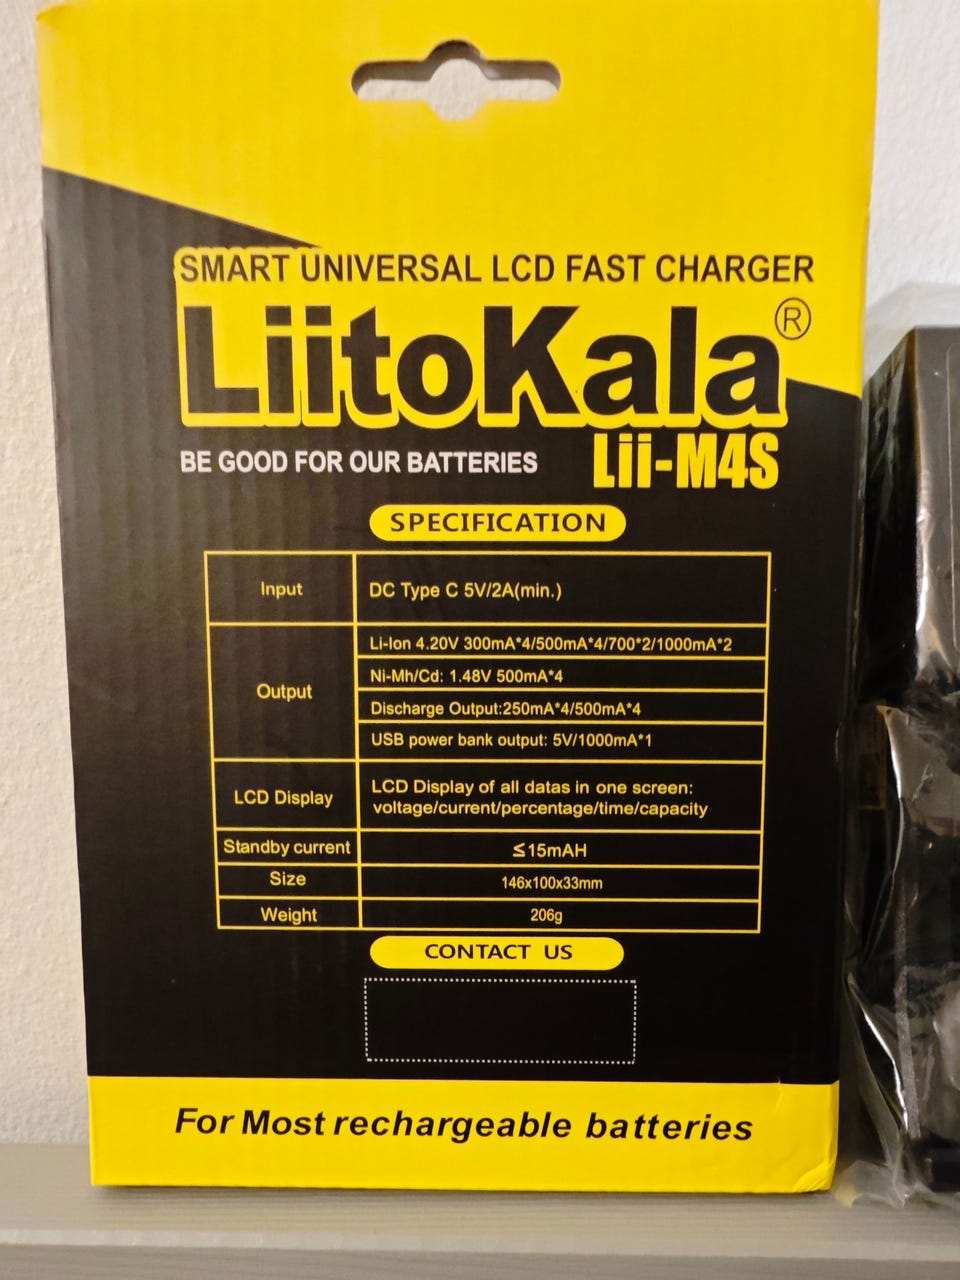 SMART UNIVERSAL LCD FAST CHARGER
LiitoKala®
BE GOOD FOR OUR BATTERIES
Lii-M4S
SPECIFICATION
Input
DC Type C 5V/2A(min.)
Output
Li-Ion 4.20V 300mA*4/500mA*4/700*2/1000mA*2
Ni-Mh/Cd: 1.48V 500mA*4
Discharge Output:250mA*4/500mA*4
USB power bank output: 5V/1000mA*1
LCD Display
LCD Display of all datas in one screen:
voltage/current/percentage/time/capacity
Standby current
≤15mAH
Size
146x100x33mm
Weight
206g
CONTACT US
For Most rechargeable batteries